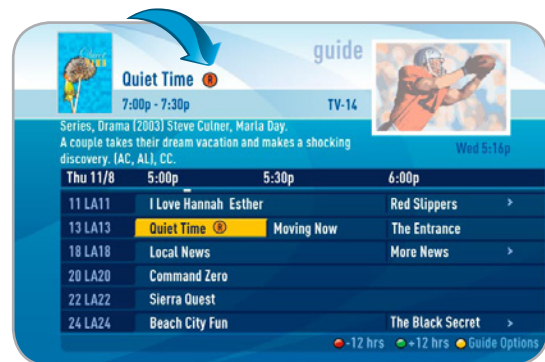 guide
Quiet Time Ⓡ
7:00p - 7:30p TV-14
Series, Drama (2003) Steve Culner, Marla Day.
A couple takes their dream vacation and makes a shocking
discovery. (AC, AL), CC.
Wed 5:16p
Thu 11/8 5:00p 5:30p 6:00p
11 LA11 I Love Hannah Esther Red Slippers >
13 LA13 Quiet Time Ⓡ Moving Now The Entrance
18 LA18 Local News More News >
20 LA20 Command Zero
22 LA22 Sierra Quest
24 LA24 Beach City Fun The Black Secret >
-12 hrs +12 hrs Guide Options